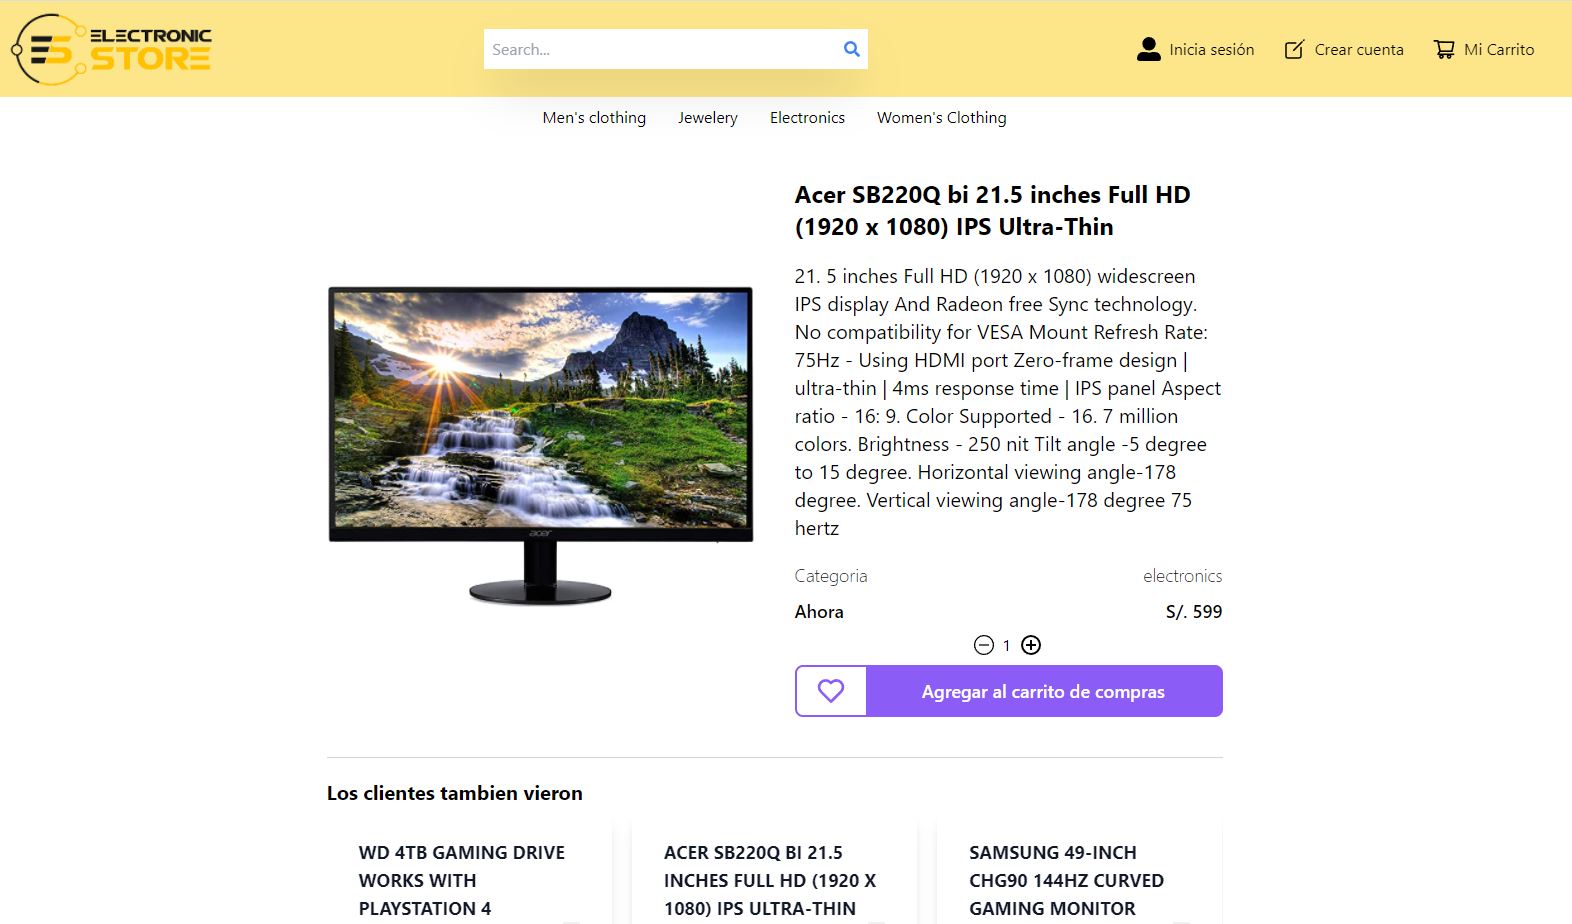 ELECTRONIC
STORE
Search...
Inicia sesión
Crear cuenta
Mi Carrito
Men's clothing
Jewelery
Electronics
Women's Clothing
Acer SB220Q bi 21.5 inches Full HD
(1920 x 1080) IPS Ultra-Thin
21. 5 inches Full HD (1920 x 1080) widescreen
IPS display And Radeon free Sync technology.
No compatibility for VESA Mount Refresh Rate:
75Hz - Using HDMI port Zero-frame design |
ultra-thin | 4ms response time | IPS panel Aspect
ratio - 16: 9. Color Supported - 16. 7 million
colors. Brightness - 250 nit Tilt angle -5 degree
to 15 degree. Horizontal viewing angle-178
degree. Vertical viewing angle-178 degree 75
hertz
acer
Categoria
electronics
Ahora
S/. 599
1
Agregar al carrito de compras
Los clientes tambien vieron
WD 4TB GAMING DRIVE
WORKS WITH
PLAYSTATION 4
ACER SB220Q BI 21.5
INCHES FULL HD (1920 X
1080) IPS ULTRA-THIN
SAMSUNG 49-INCH
CHG90 144HZ CURVED
GAMING MONITOR